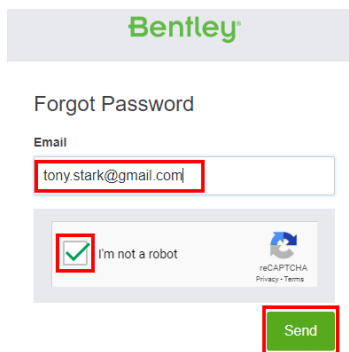 Bentley
Forgot Password
Email
tony.stark@gmail.com
I'm not a robot
reCAPTCHA
Privacy - Terms
Send